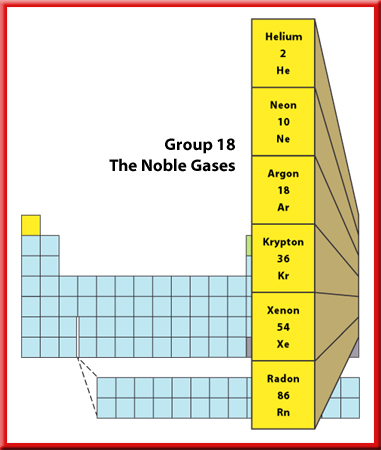 Group 18
The Noble Gases
Helium
2
He
Neon
10
Ne
Argon
18
Ar
Krypton
36
Kr
Xenon
54
Xe
Radon
86
Rn